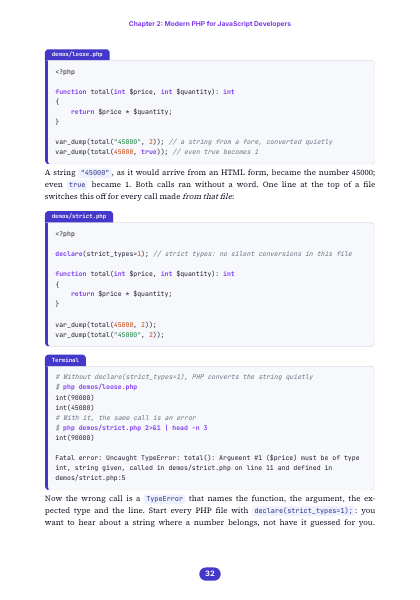 Chapter 2: Modern PHP for JavaScript Developers
demos/loose.php
<?php
function total(int $price, int $quantity): int
{
    return $price * $quantity;
}
var_dump(total("45000", 2)); // a string from a form, converted quietly
var_dump(total(45000, true)); // even true becomes 1
A string "45000", as it would arrive from an HTML form, became the number 45000;
even true became 1. Both calls ran without a word. One line at the top of a file
switches this off for every call made from that file:
demos/strict.php
<?php
declare(strict_types=1); // strict types: no silent conversions in this file
function total(int $price, int $quantity): int
{
    return $price * $quantity;
}
var_dump(total(45000, 2));
var_dump(total("45000", 2));
Terminal
# Without declare(strict_types=1), PHP converts the string quietly
$ php demos/loose.php
int(90000)
int(45000)
# With it, the same call is an error
$ php demos/strict.php 2>&1 | head -n 3
int(90000)
Fatal error: Uncaught TypeError: total(): Argument #1 ($price) must be of type
int, string given, called in demos/strict.php on line 11 and defined in
demos/strict.php:5
Now the wrong call is a TypeError that names the function, the argument, the ex-
pected type and the line. Start every PHP file with declare(strict_types=1);: you
want to hear about a string where a number belongs, not have it guessed for you.
32